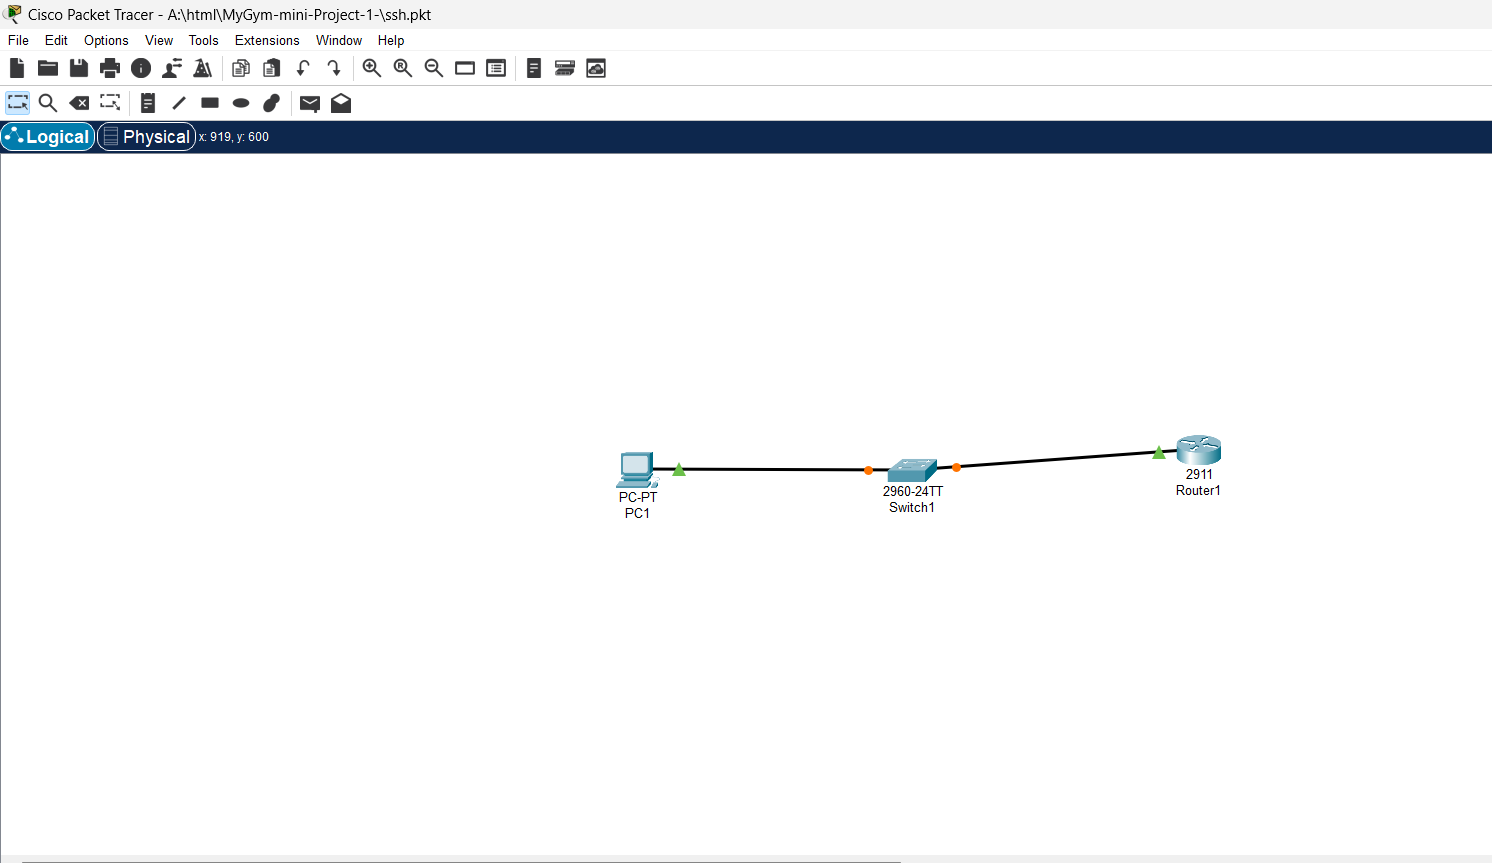 Cisco Packet Tracer - A:\html\MyGym-mini-Project-1-\ssh.pkt
File Edit Options View Tools Extensions Window Help
Logical Physical x: 919, y: 600
PC-PT
PC1
2960-24TT
Switch1
2911
Router1